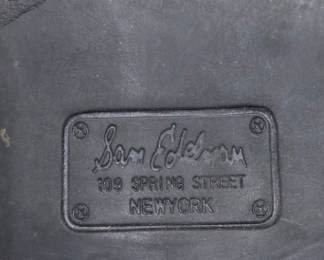 Sam Edelman
109 SPRING STREET
NEWYORK